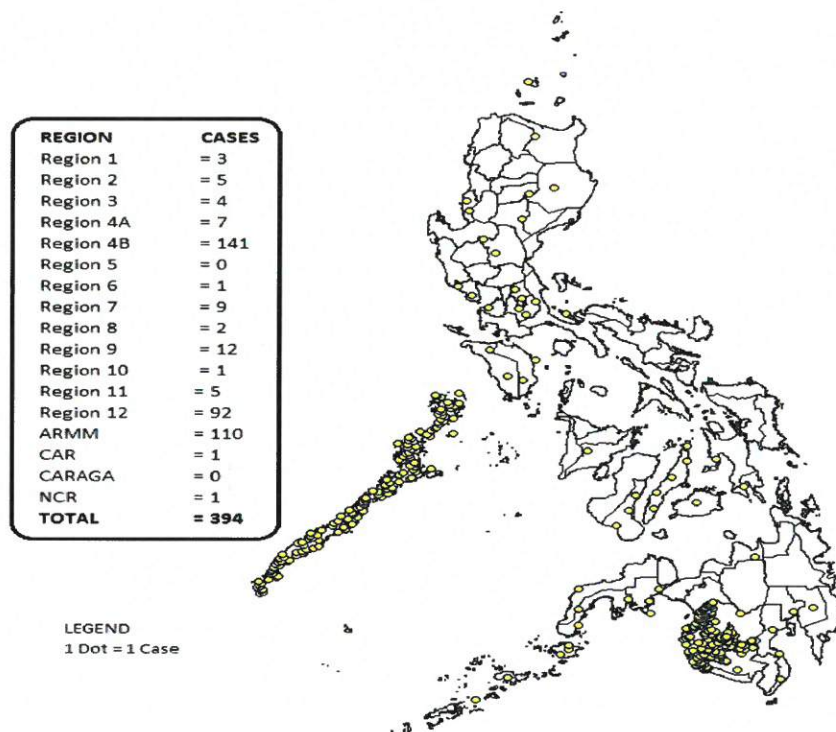 REGION CASES
Region 1 = 3
Region 2 = 5
Region 3 = 4
Region 4A = 7
Region 4B = 141
Region 5 = 0
Region 6 = 1
Region 7 = 9
Region 8 = 2
Region 9 = 12
Region 10 = 1
Region 11 = 5
Region 12 = 92
ARMM = 110
CAR = 1
CARAGA = 0
NCR = 1
TOTAL = 394
LEGEND
1 Dot = 1 Case